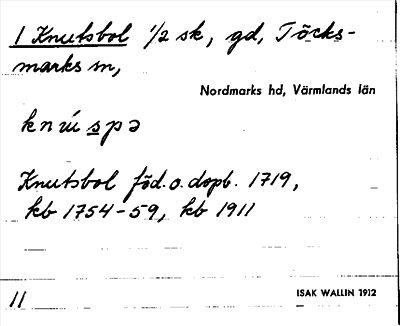 1 Knutsbol ½ sk, gd, Töcks-
marks sn,
Nordmarks hd, Värmlands län
knúspə
Knutsbol föd. o. dopb. 1719,
kb 1754-59, kb 1911
11
ISAK WALLIN 1912